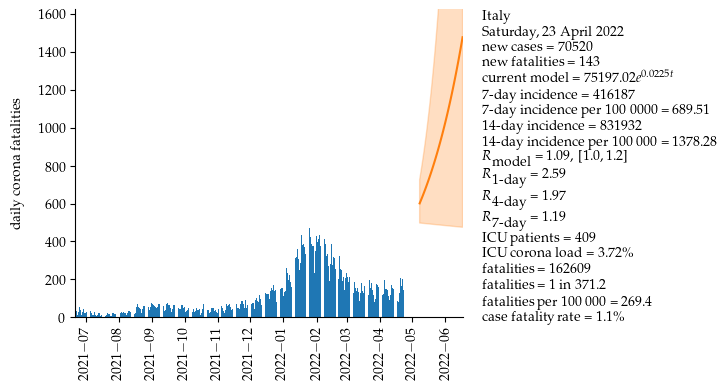 daily corona fatalities
1600
1400
1200
1000
800
600
400
200
0
2021−07
2021−08
2021−09
2021−10
2021−11
2021−12
2022−01
2022−02
2022−03
2022−04
2022−05
2022−06
Italy
Saturday, 23 April 2022
new cases = 70520
new fatalities = 143
current model = 75197.02e^0.0225t
7-day incidence = 416187
7-day incidence per 100 0000 = 689.51
14-day incidence = 831932
14-day incidence per 100 000 = 1378.28
R_model = 1.09, [1.0, 1.2]
R_1-day = 2.59
R_4-day = 1.97
R_7-day = 1.19
ICU patients = 409
ICU corona load = 3.72%
fatalities = 162609
fatalities = 1 in 371.2
fatalities per 100 000 = 269.4
case fatality rate = 1.1%